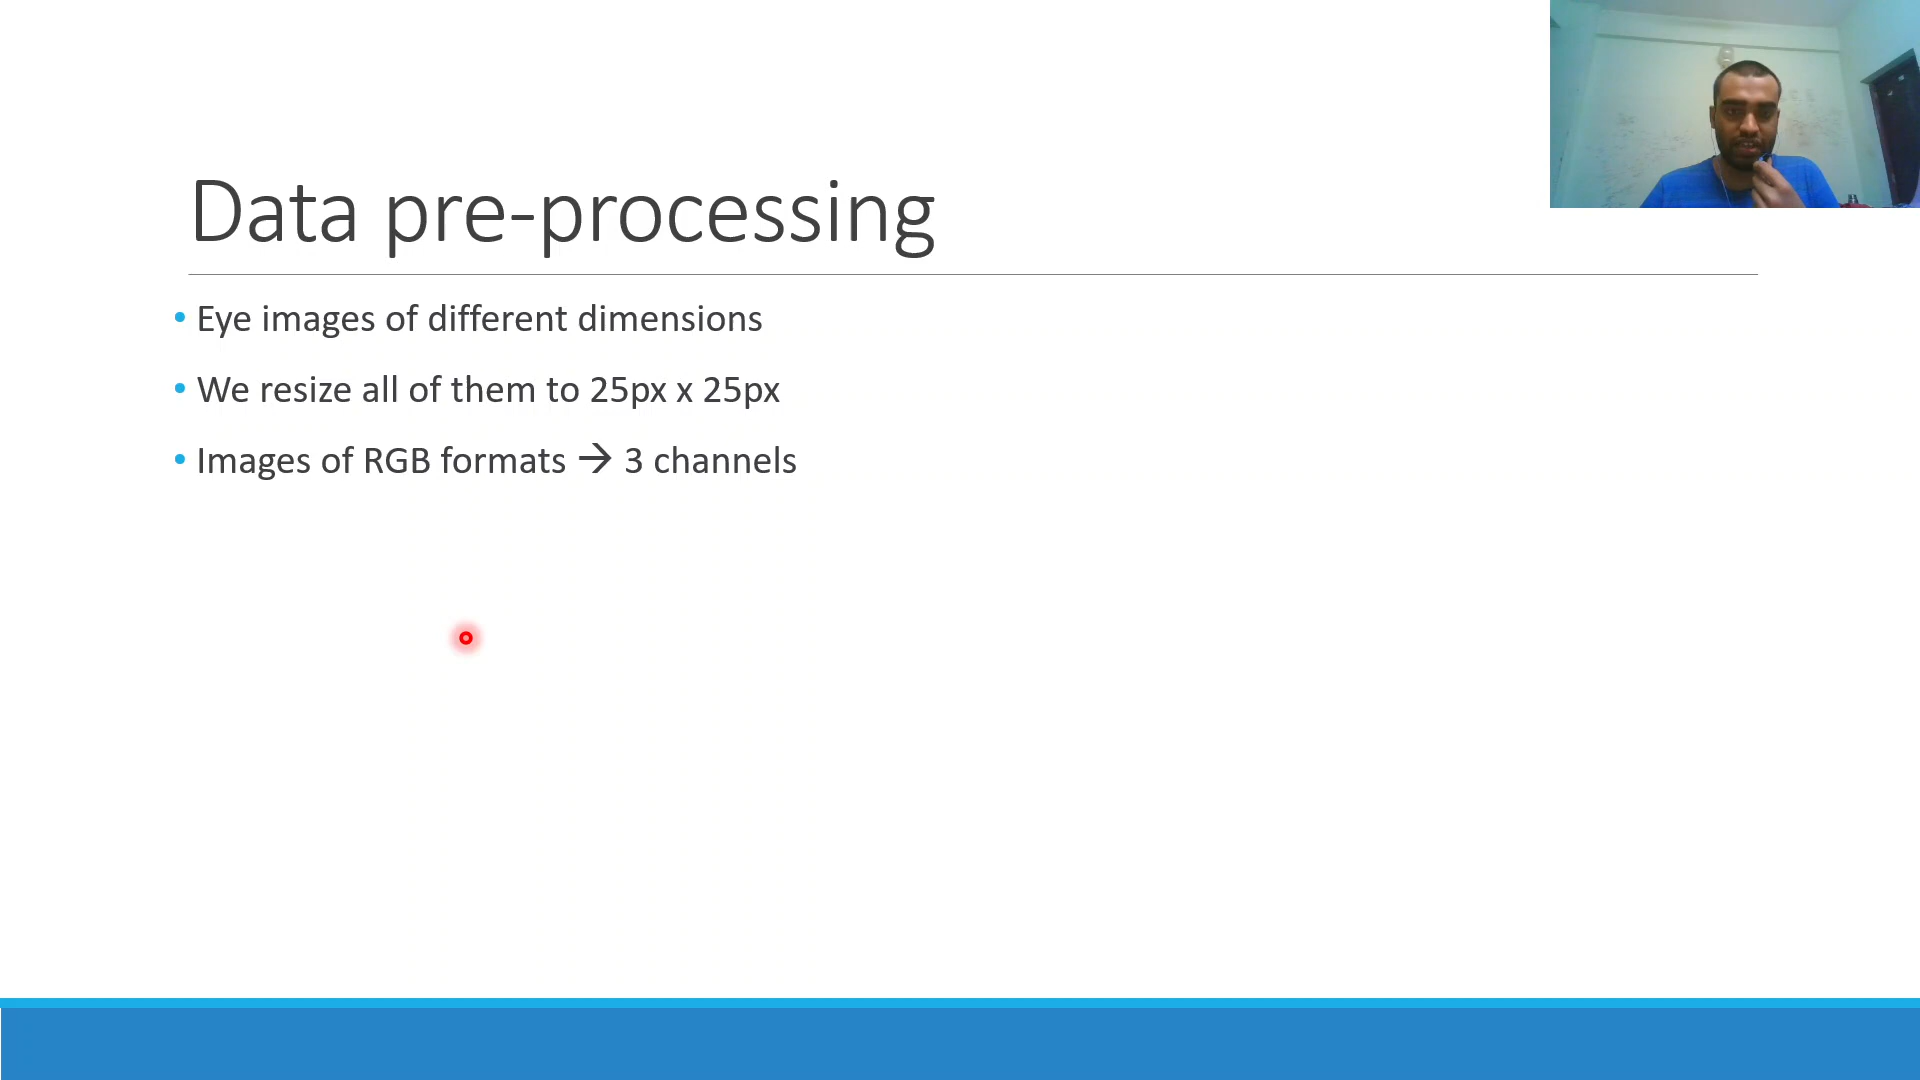 Data pre-processing
• Eye images of different dimensions
• We resize all of them to 25px x 25px
• Images of RGB formats → 3 channels